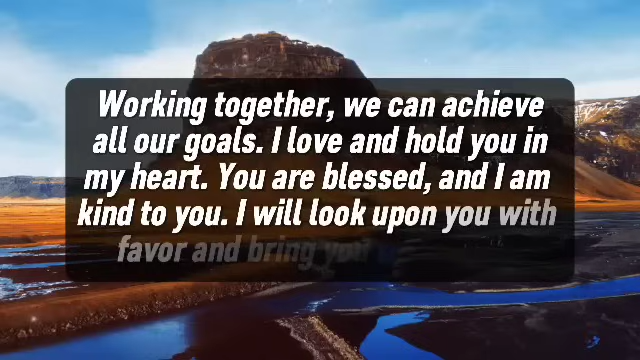 Working together, we can achieve
all our goals. I love and hold you in
my heart. You are blessed, and I am
kind to you. I will look upon you with
favor and bring you